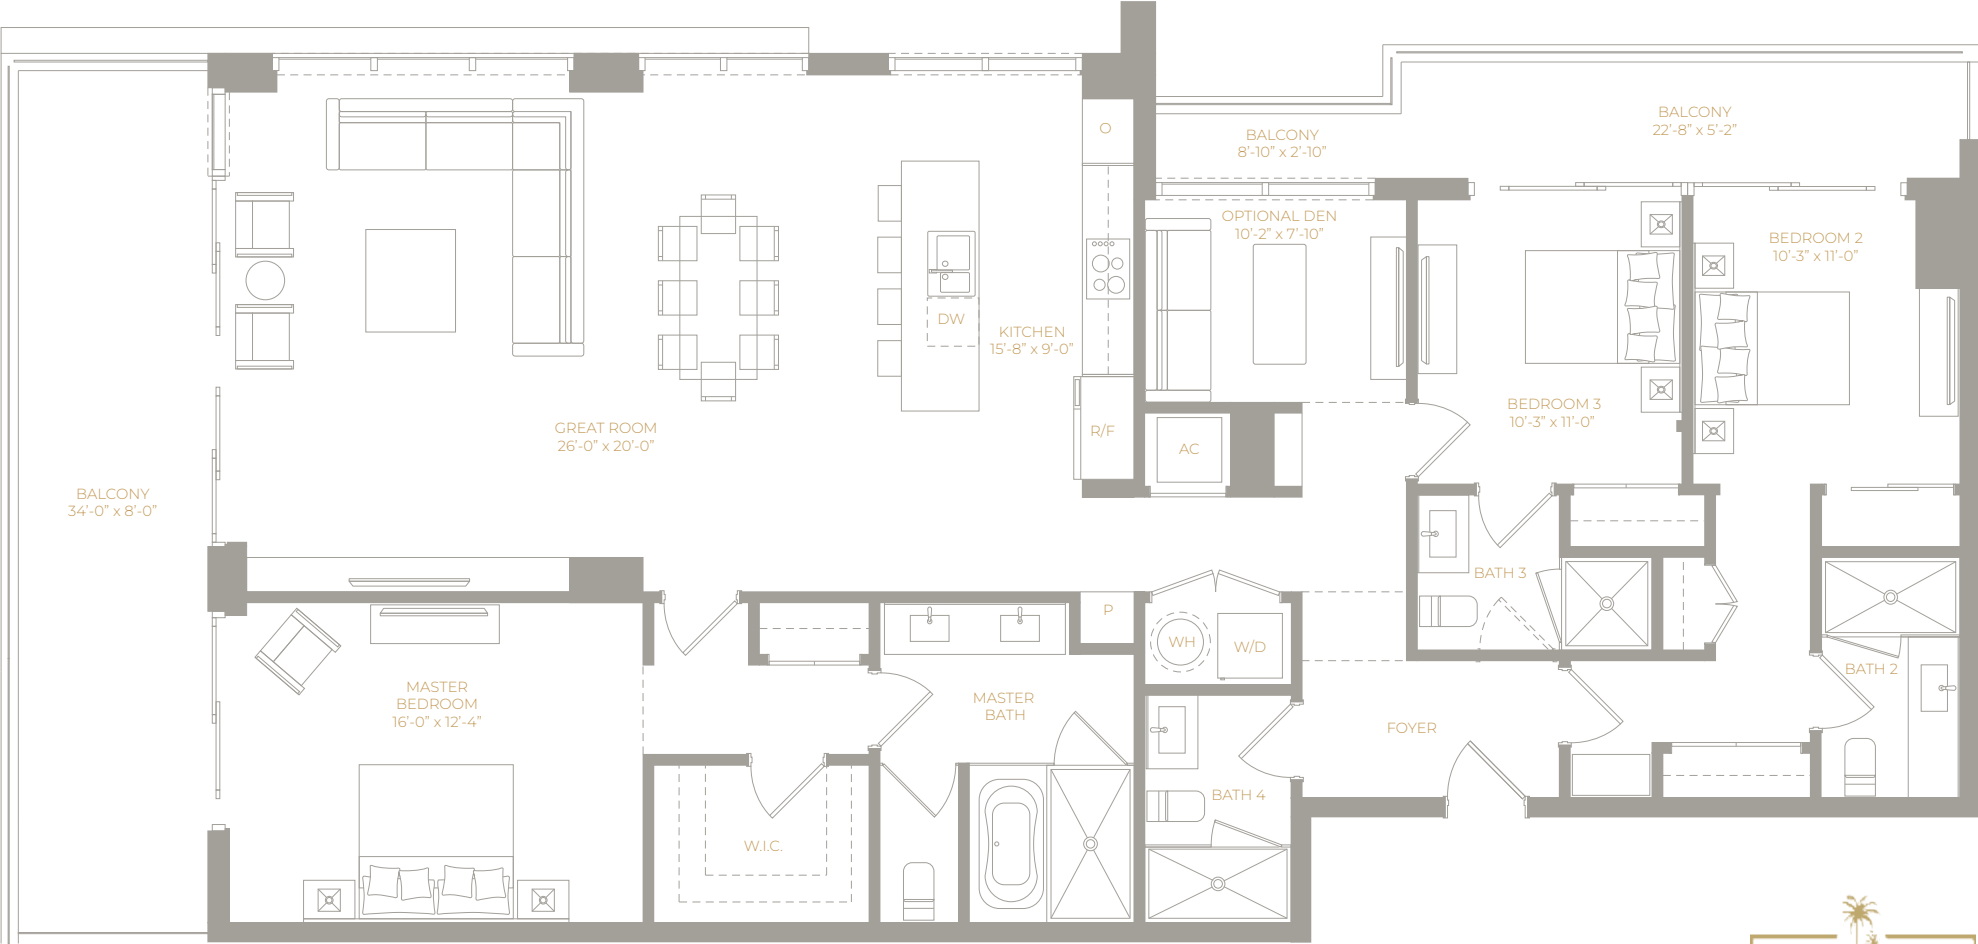 BALCONY
22'-8" x 5'-2"
BALCONY
8'-10" x 2'-10"
O
OPTIONAL DEN
10'-2" x 7'-10"
BEDROOM 2
10'-3" x 11'-0"
DW
KITCHEN
15'-8" x 9'-0"
BEDROOM 3
10'-3" x 11'-0"
GREAT ROOM
26'-0" x 20'-0"
R/F
AC
BALCONY
34'-0" x 8'-0"
BATH 3
P
WH
W/D
BATH 2
MASTER
BEDROOM
16'-0" x 12'-4"
MASTER
BATH
FOYER
BATH 4
W.I.C.